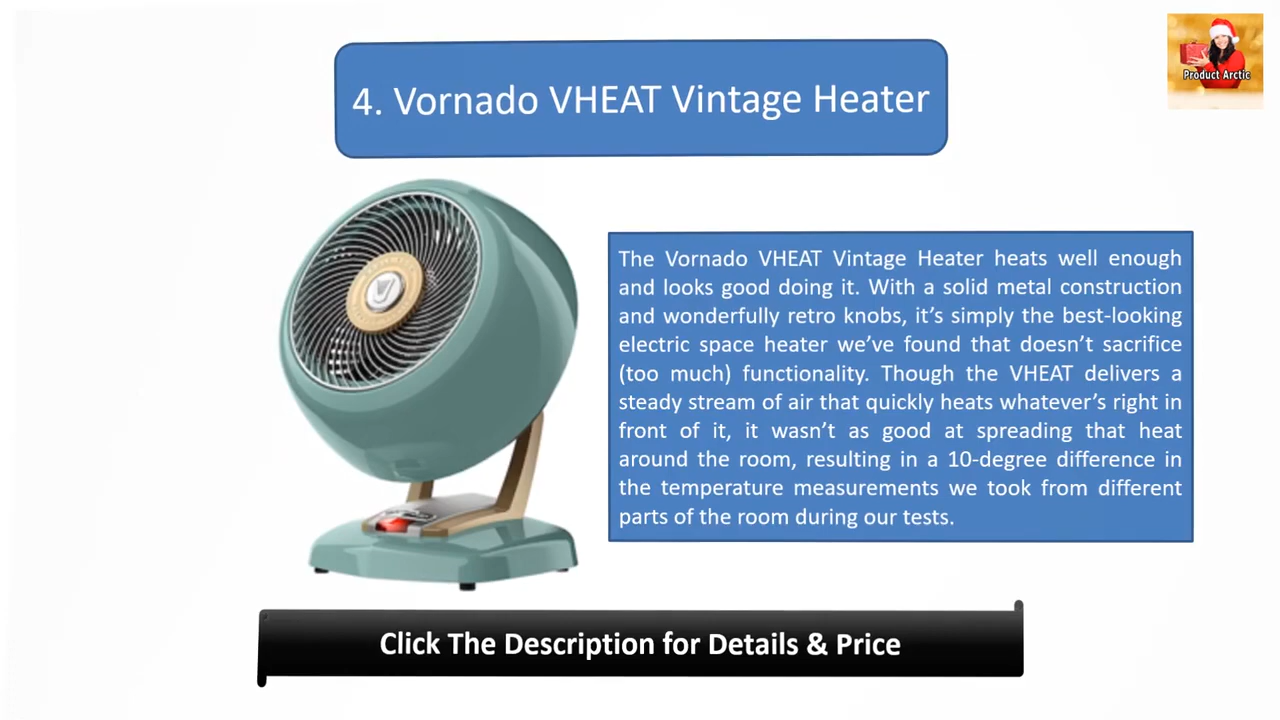 Product Arctic
4. Vornado VHEAT Vintage Heater
The Vornado VHEAT Vintage Heater heats well enough
and looks good doing it. With a solid metal construction
and wonderfully retro knobs, it’s simply the best-looking
electric space heater we’ve found that doesn’t sacrifice
(too much) functionality. Though the VHEAT delivers a
steady stream of air that quickly heats whatever’s right in
front of it, it wasn’t as good at spreading that heat
around the room, resulting in a 10-degree difference in
the temperature measurements we took from different
parts of the room during our tests.
Click The Description for Details & Price